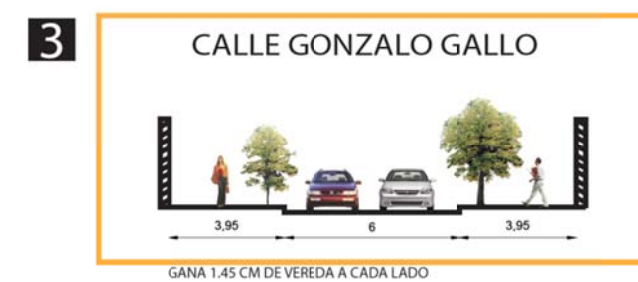 3
CALLE GONZALO GALLO
3,95 6 3,95
GANA 1.45 CM DE VEREDA A CADA LADO